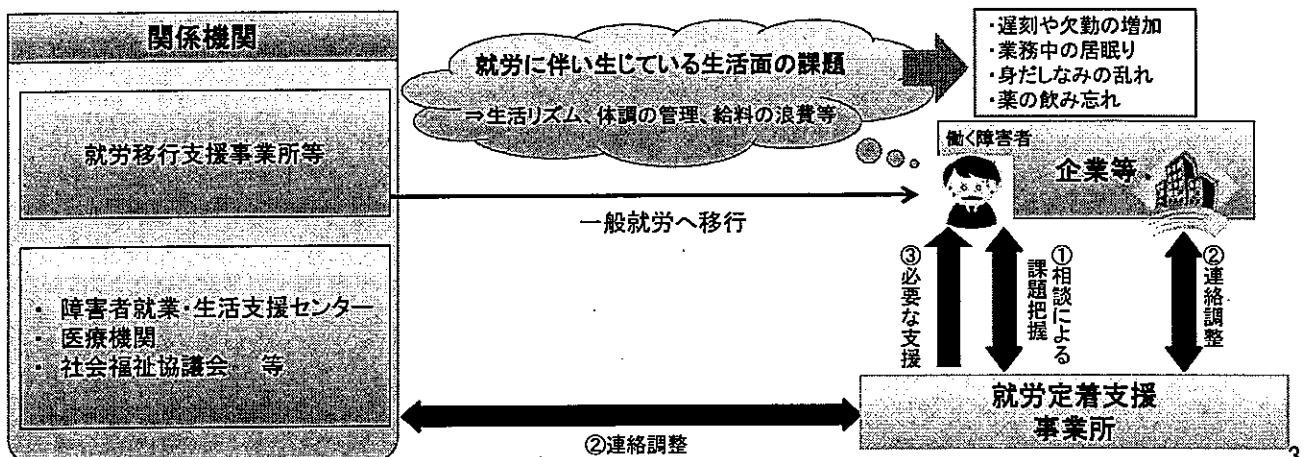 関係機関
就労移行支援事業所等
・ 障害者就業・生活支援センター
・ 医療機関
・ 社会福祉協議会 等
就労に伴い生じている生活面の課題
⇒生活リズム、体調の管理、給料の浪費等
・遅刻や欠勤の増加
・業務中の居眠り
・身だしなみの乱れ
・薬の飲み忘れ
働く障害者
企業等
一般就労へ移行
③必要な支援
①相談による
課題把握
②連絡調整
就労定着支援
事業所
②連絡調整
3